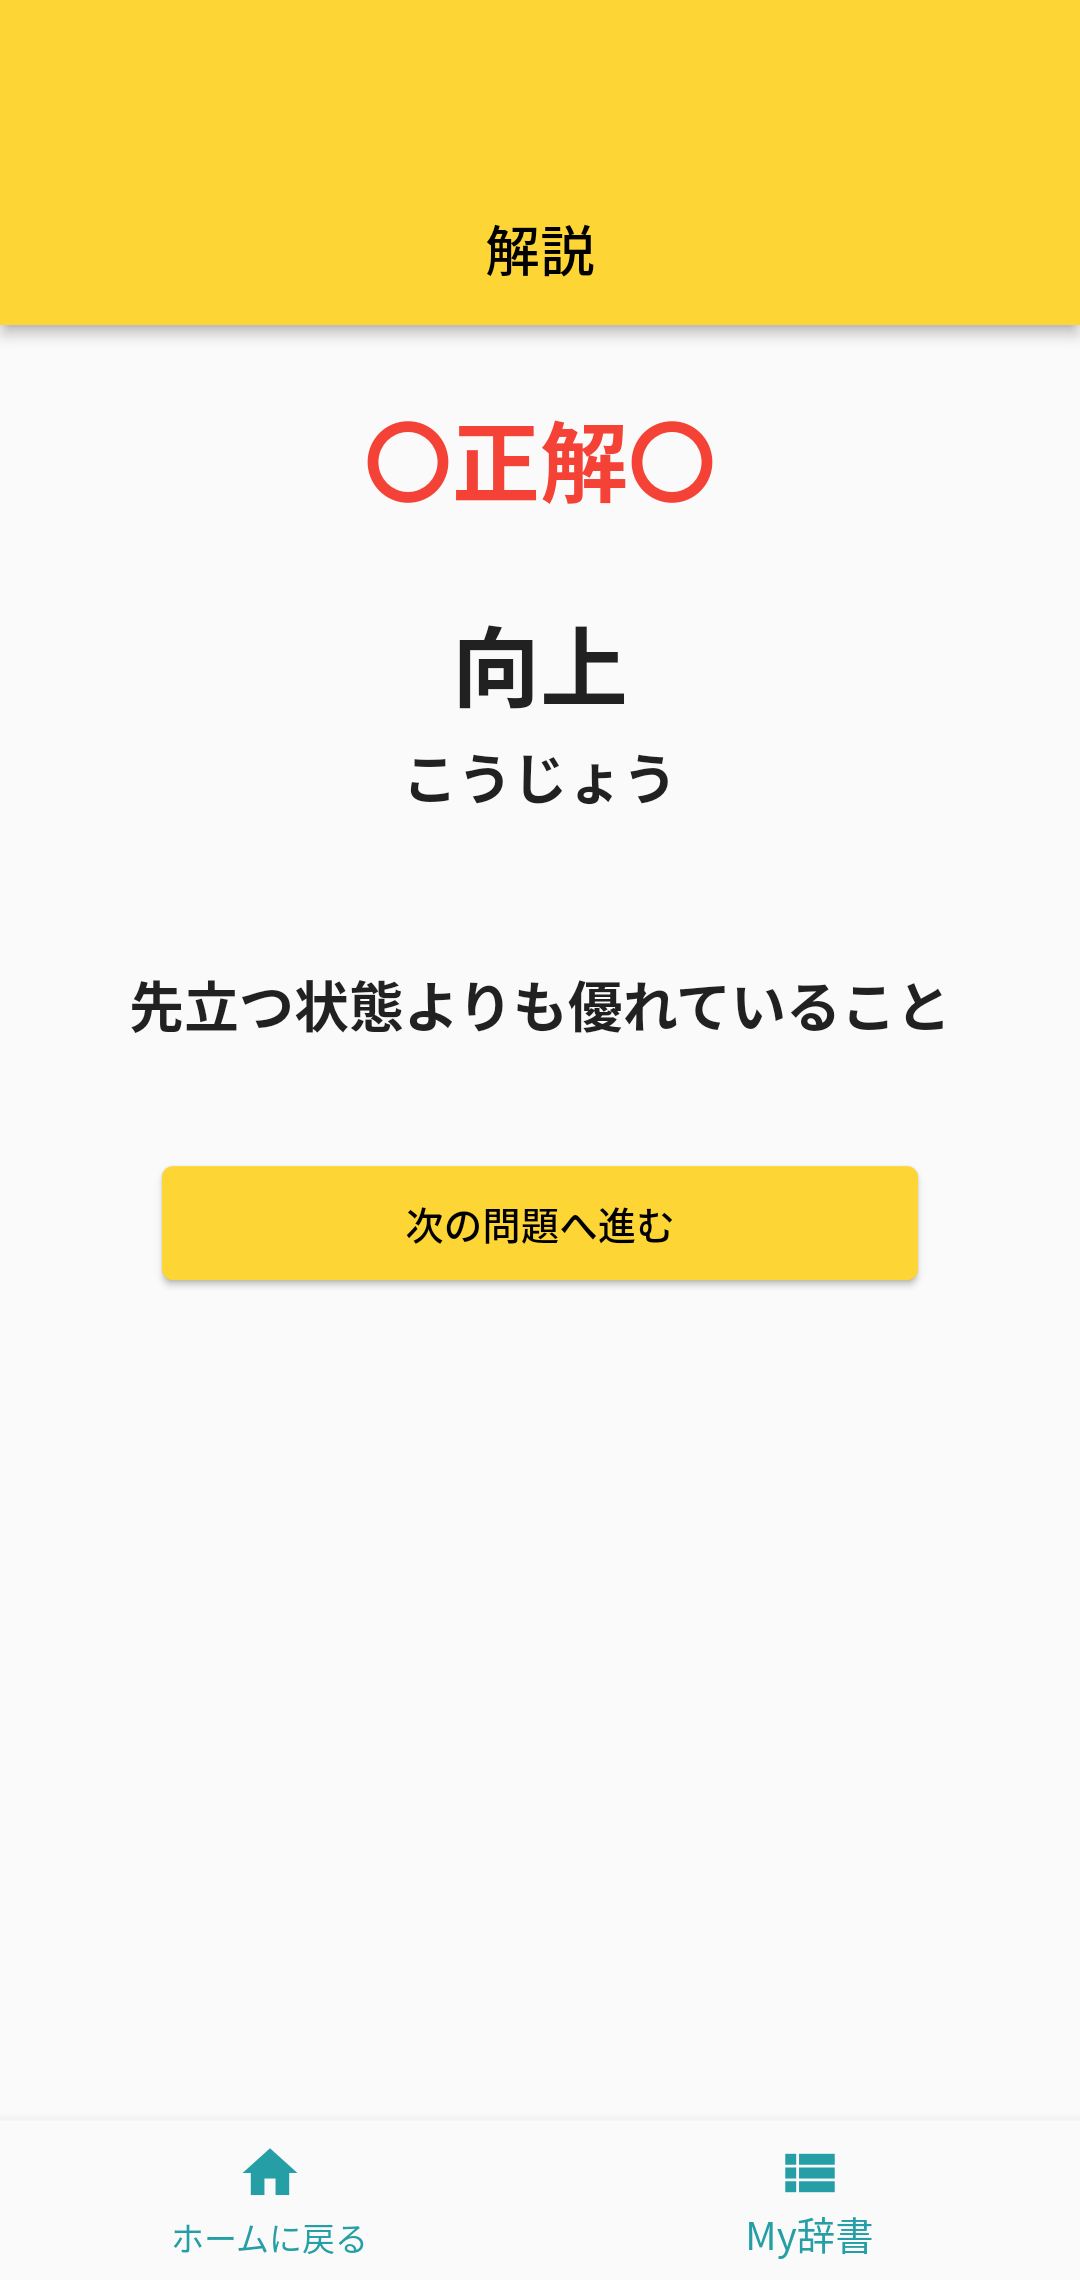 解説
〇正解〇
向上
こうじょう
先立つ状態よりも優れていること
次の問題へ進む
ホームに戻る
My辞書